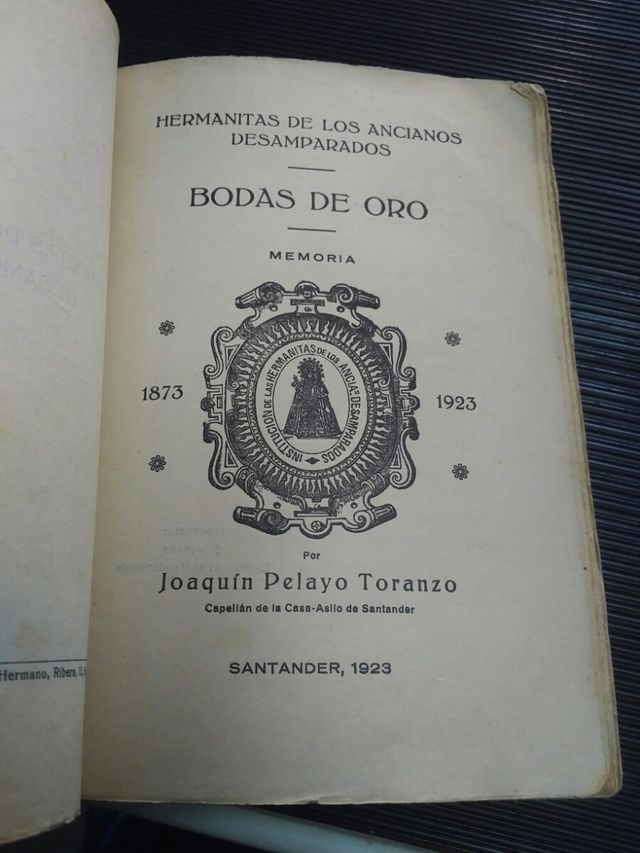 HERMANITAS DE LOS ANCIANOS
DESAMPARADOS
BODAS DE ORO
MEMORIA
INSTITUCION DE LAS HERMANITAS DE LOS ANCIA.S DESAMPARADOS
1873
1923
Por
Joaquín Pelayo Toranzo
Capellán de la Casa-Asilo de Santander
SANTANDER, 1923
Hermano, Ribera,